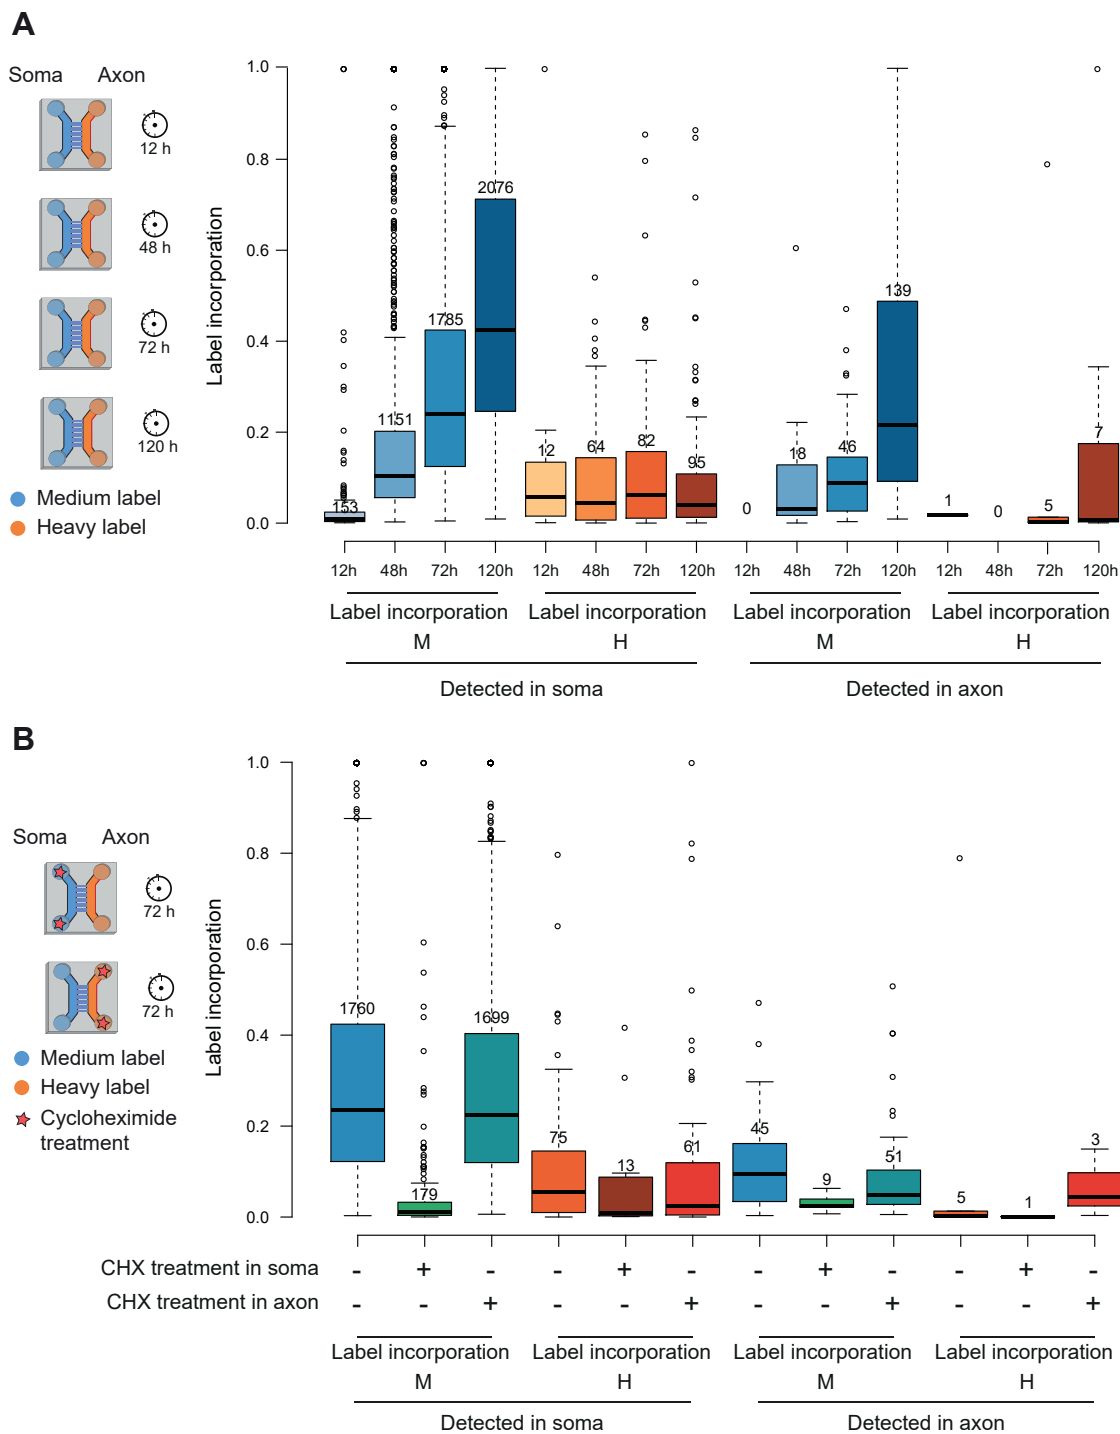 A
Soma Axon
12 h
48 h
72 h
120 h
Medium label
Heavy label
Label incorporation
1.0
0.8
0.6
0.4
0.2
0.0
153 1151 1785 2076 12 64 82 95 0 18 46 139 1 0 5 7
12h 48h 72h 120h 12h 48h 72h 120h 12h 48h 72h 120h 12h 48h 72h 120h
Label incorporation Label incorporation Label incorporation Label incorporation
M H M H
Detected in soma Detected in axon
B
Soma Axon
72 h
72 h
Medium label
Heavy label
Cycloheximide
treatment
Label incorporation
1.0
0.8
0.6
0.4
0.2
0.0
1760 179 1699 75 13 61 45 9 51 5 1 3
CHX treatment in soma - + - - + - - + - - + -
CHX treatment in axon - - + - - + - - + - - +
Label incorporation Label incorporation Label incorporation Label incorporation
M H M H
Detected in soma Detected in axon